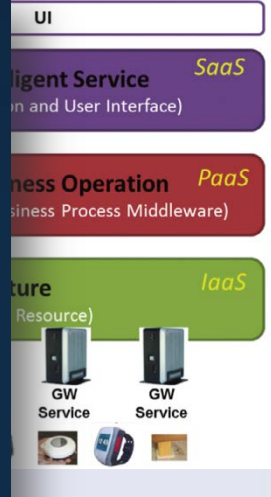 UI
ligent Service SaaS
on and User Interface)
ness Operation PaaS
siness Process Middleware)
ture IaaS
Resource)
GW GW
Service Service